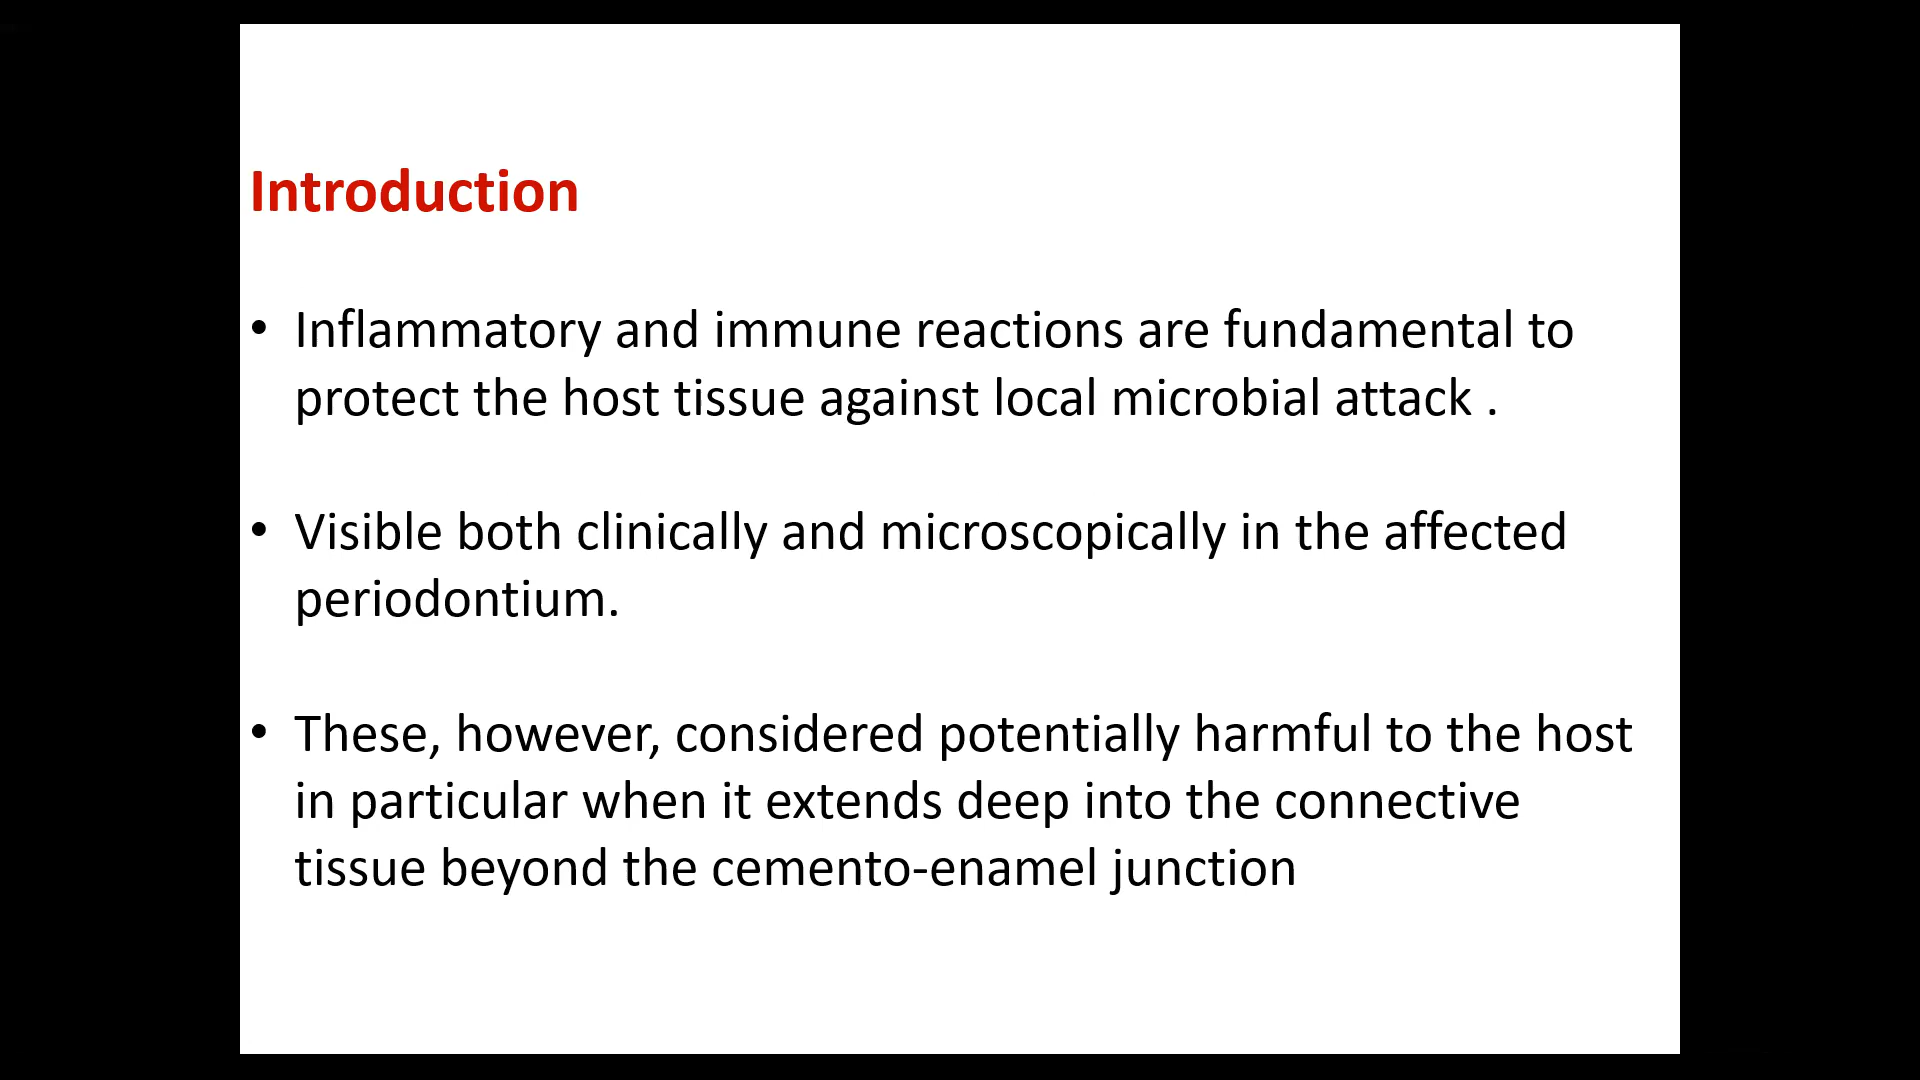 Introduction
• Inflammatory and immune reactions are fundamental to
protect the host tissue against local microbial attack .
• Visible both clinically and microscopically in the affected
periodontium.
• These, however, considered potentially harmful to the host
in particular when it extends deep into the connective
tissue beyond the cemento-enamel junction